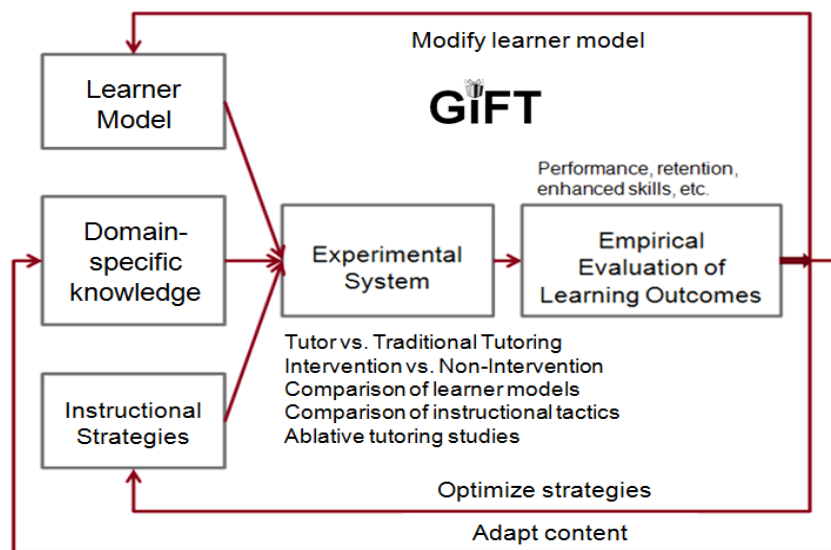 Modify learner model
Learner
Model
GiFT
Performance, retention,
enhanced skills, etc.
Domain-
specific
knowledge
Experimental
System
Empirical
Evaluation of
Learning Outcomes
Tutor vs. Traditional Tutoring
Intervention vs. Non-Intervention
Comparison of learner models
Comparison of instructional tactics
Ablative tutoring studies
Instructional
Strategies
Optimize strategies
Adapt content